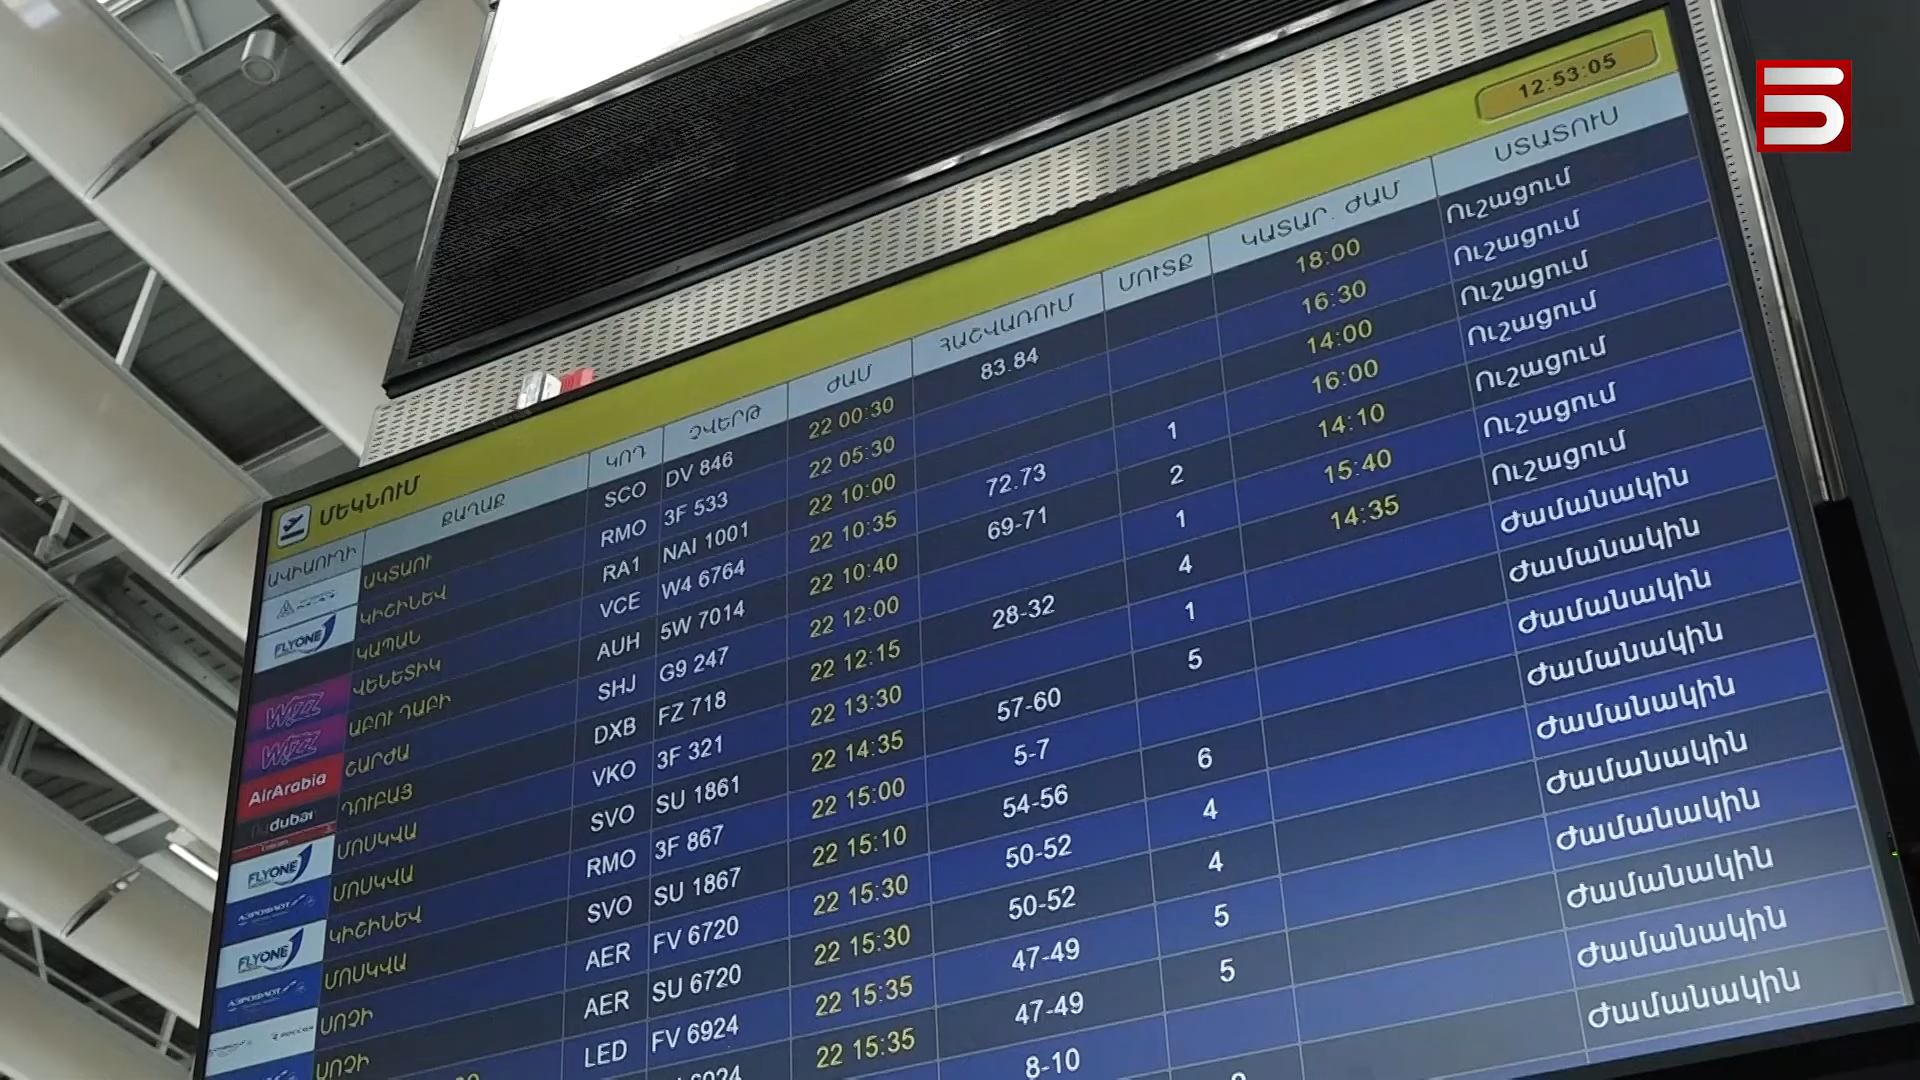 5
12:53:05
ՄԵԿՆՈՒՄ
ԱՎԻԱՈՒՂԻ ՔԱՂԱՔ ԿՈԴ ՉՎԵՐԹ ԺԱՄ ՀԱՇՎԱՌՈՒՄ ՄՈՒՏՔ ԿԱՏԱՐ. ԺԱՄ ՍՏԱՏՈՒՍ
ԱԿՏԱՈՒ SCO DV 846 22 00:30 83.84 18:00 Ուշացում
FLYONE ԿԻՇԻՆԵՎ RMO 3F 533 22 05:30 16:30 Ուշացում
ԿԱՊԱՆ RA1 NAI 1001 22 10:00 14:00 Ուշացում
WIZZ ՎԵՆԵՏԻԿ VCE W4 6764 22 10:35 72.73 1 16:00 Ուշացում
WIZZ ԱԲՈՒ ԴԱԲԻ AUH 5W 7014 22 10:40 69-71 2 14:10 Ուշացում
AirArabia ՇԱՐԺԱ SHJ G9 247 22 12:00 1 15:40 Ուշացում
dubai ԴՈՒԲԱՅ DXB FZ 718 22 12:15 28-32 4 14:35 Ուշացում
FLYONE ՄՈՍԿՎԱ VKO 3F 321 22 13:30 1 Ժամանակին
АЭРОФЛОТ ՄՈՍԿՎԱ SVO SU 1861 22 14:35 57-60 5 Ժամանակին
FLYONE ԿԻՇԻՆԵՎ RMO 3F 867 22 15:00 5-7 Ժամանակին
АЭРОФЛОТ ՄՈՍԿՎԱ SVO SU 1867 22 15:10 54-56 6 Ժամանակին
ՍՈՉԻ AER FV 6720 22 15:30 50-52 4 Ժամանակին
ՍՈՉԻ AER SU 6720 22 15:30 50-52 4 Ժամանակին
LED FV 6924 22 15:35 47-49 5 Ժամանակին
6924 22 15:35 47-49 5 Ժամանակին
8-10 Ժամանակին
Ժամանակին